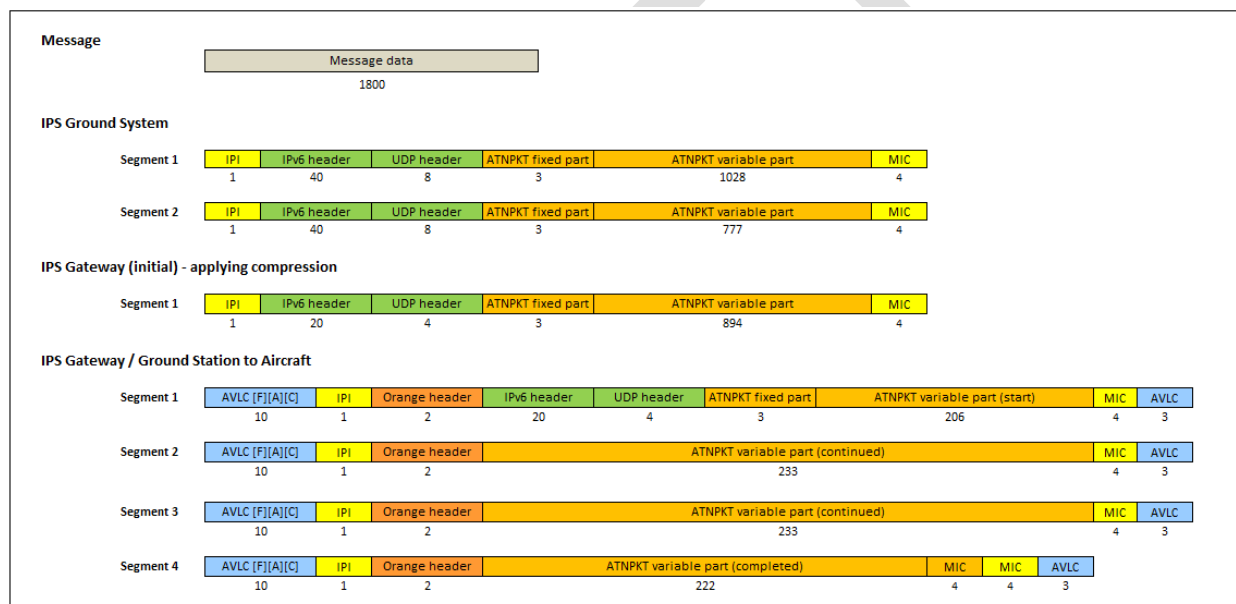 Message
Message data
1800
IPS Ground System
Segment 1 IPI IPv6 header UDP header ATNPKT fixed part ATNPKT variable part MIC
1 40 8 3 1028 4
Segment 2 IPI IPv6 header UDP header ATNPKT fixed part ATNPKT variable part MIC
1 40 8 3 777 4
IPS Gateway (initial) - applying compression
Segment 1 IPI IPv6 header UDP header ATNPKT fixed part ATNPKT variable part MIC
1 20 4 3 894 4
IPS Gateway / Ground Station to Aircraft
Segment 1 AVLC [F][A][C] IPI Orange header IPv6 header UDP header ATNPKT fixed part ATNPKT variable part (start) MIC AVLC
10 1 2 20 4 3 206 4 3
Segment 2 AVLC [F][A][C] IPI Orange header ATNPKT variable part (continued) MIC AVLC
10 1 2 233 4 3
Segment 3 AVLC [F][A][C] IPI Orange header ATNPKT variable part (continued) MIC AVLC
10 1 2 233 4 3
Segment 4 AVLC [F][A][C] IPI Orange header ATNPKT variable part (completed) MIC MIC AVLC
10 1 2 222 4 4 3